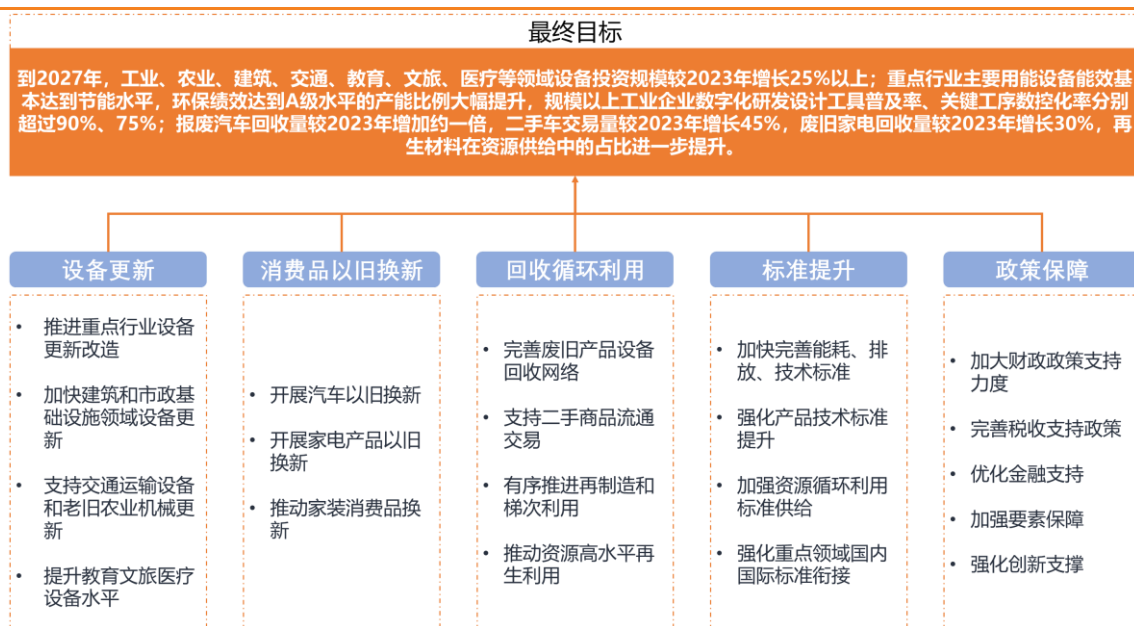 最终目标
到2027年，工业、农业、建筑、交通、教育、文旅、医疗等领域设备投资规模较2023年增长25%以上；重点行业主要用能设备能效基
本达到节能水平，环保绩效达到A级水平的产能比例大幅提升，规模以上工业企业数字化研发设计工具普及率、关键工序数控化率分别
超过90%、75%；报废汽车回收量较2023年增加约一倍，二手车交易量较2023年增长45%，废旧家电回收量较2023年增长30%，再
生材料在资源供给中的占比进一步提升。
设备更新
• 推进重点行业设备
更新改造
• 加快建筑和市政基
础设施领域设备更
新
• 支持交通运输设备
和老旧农业机械更
新
• 提升教育文旅医疗
设备水平
消费品以旧换新
• 开展汽车以旧换新
• 开展家电产品以旧
换新
• 推动家装消费品换
新
回收循环利用
• 完善废旧产品设备
回收网络
• 支持二手商品流通
交易
• 有序推进再制造和
梯次利用
• 推动资源高水平再
生利用
标准提升
• 加快完善能耗、排
放、技术标准
• 强化产品技术标准
提升
• 加强资源循环利用
标准供给
• 强化重点领域国内
国际标准衔接
政策保障
• 加大财政政策支持
力度
• 完善税收支持政策
• 优化金融支持
• 加强要素保障
• 强化创新支撑